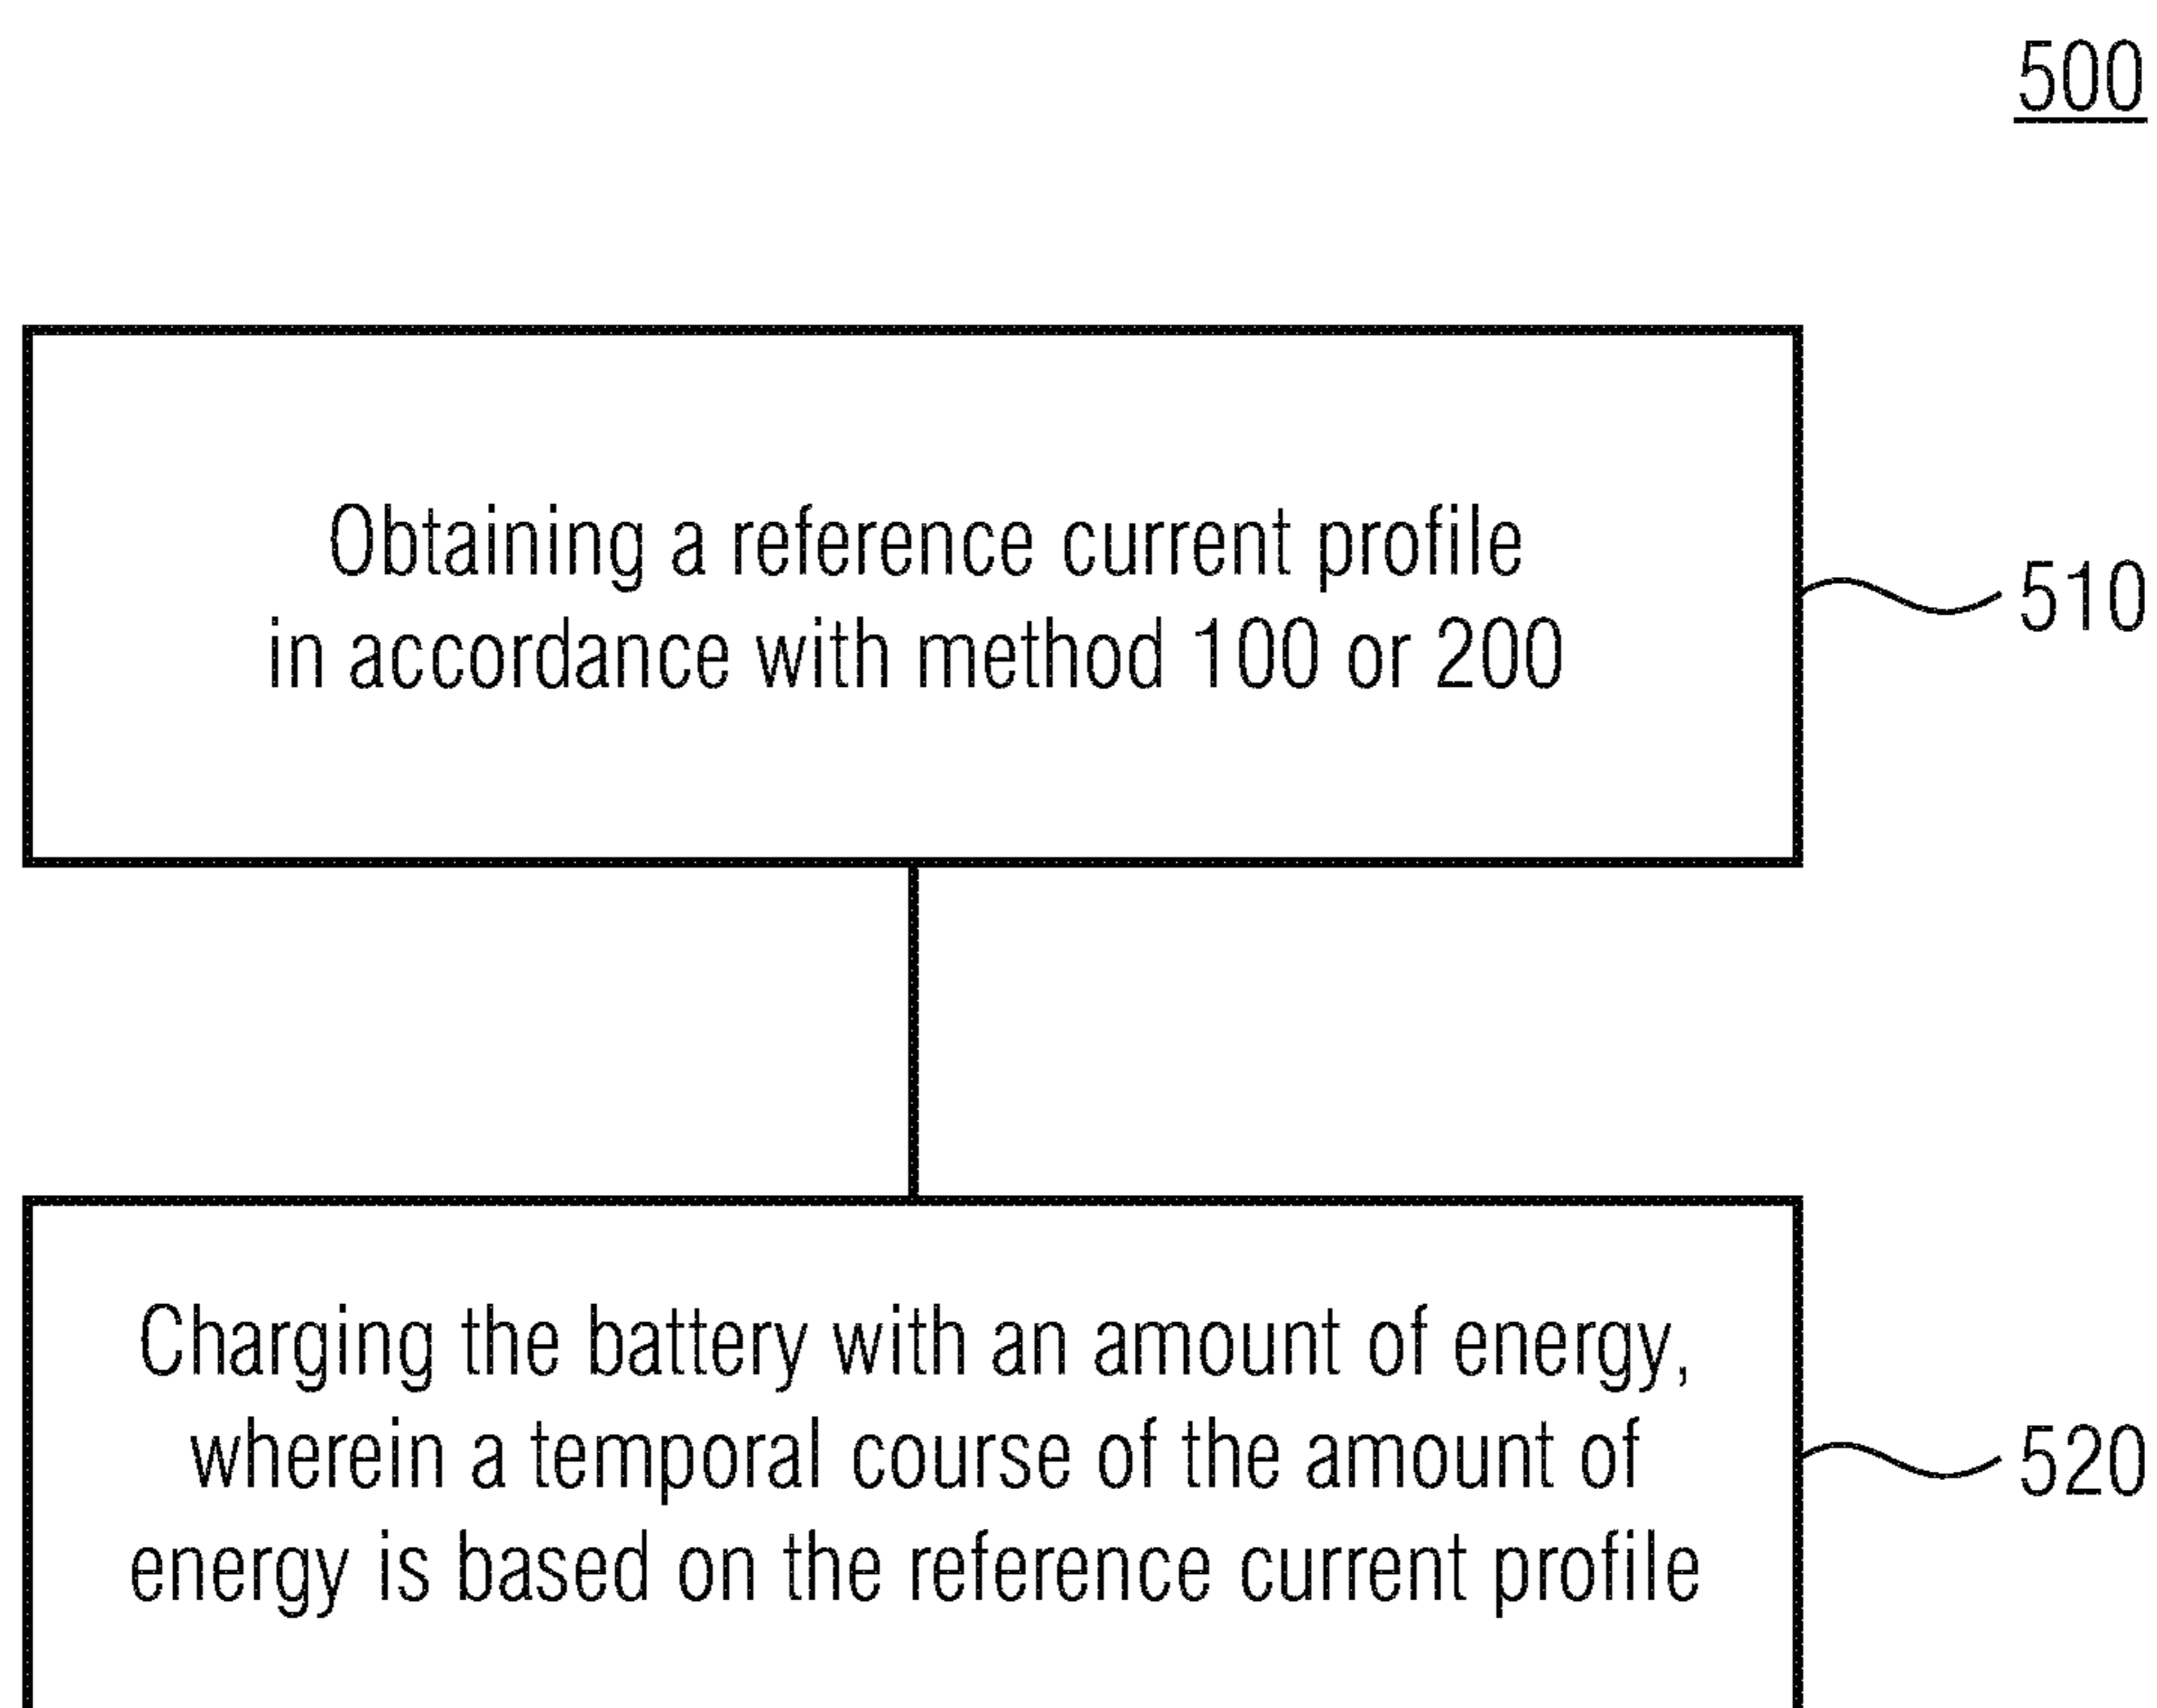 500
Obtaining a reference current profile
in accordance with method 100 or 200
510
Charging the battery with an amount of energy,
wherein a temporal course of the amount of
energy is based on the reference current profile
520